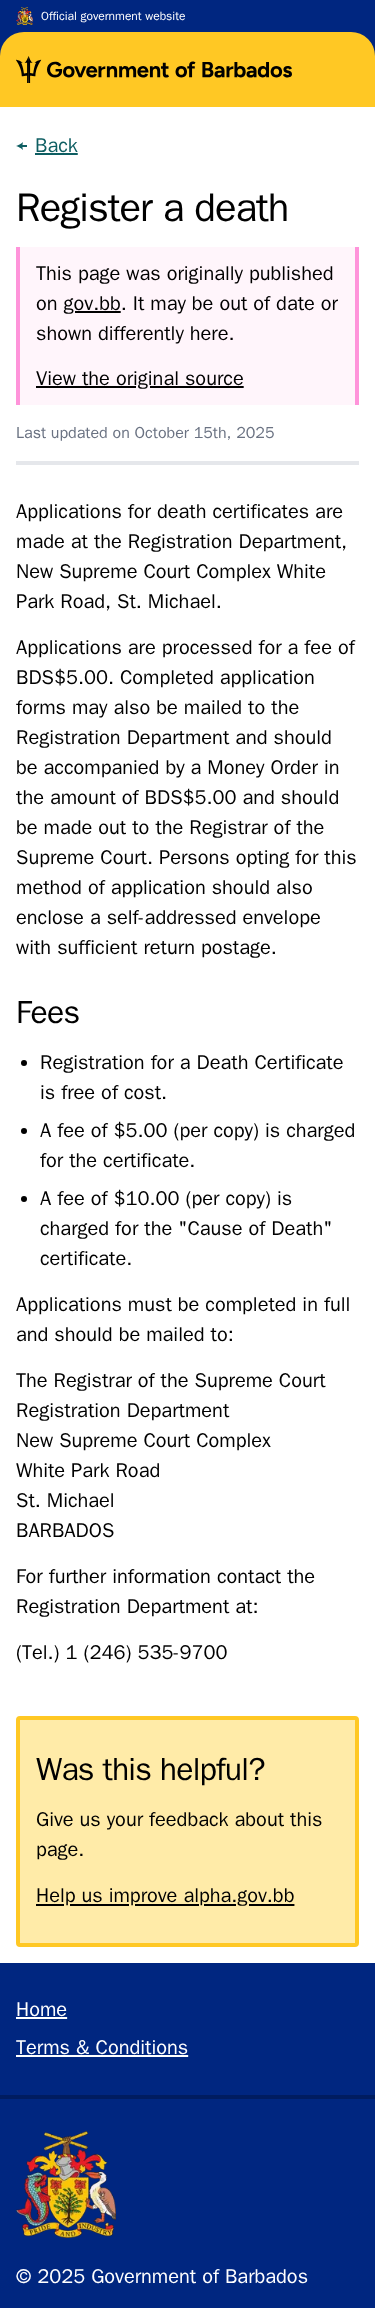 Official government website
Government of Barbados
← Back
Register a death
This page was originally published
on gov.bb. It may be out of date or
shown differently here.
View the original source
Last updated on October 15th, 2025
Applications for death certificates are
made at the Registration Department,
New Supreme Court Complex White
Park Road, St. Michael.
Applications are processed for a fee of
BDS$5.00. Completed application
forms may also be mailed to the
Registration Department and should
be accompanied by a Money Order in
the amount of BDS$5.00 and should
be made out to the Registrar of the
Supreme Court. Persons opting for this
method of application should also
enclose a self-addressed envelope
with sufficient return postage.
Fees
• Registration for a Death Certificate
is free of cost.
• A fee of $5.00 (per copy) is charged
for the certificate.
• A fee of $10.00 (per copy) is
charged for the "Cause of Death"
certificate.
Applications must be completed in full
and should be mailed to:
The Registrar of the Supreme Court
Registration Department
New Supreme Court Complex
White Park Road
St. Michael
BARBADOS
For further information contact the
Registration Department at:
(Tel.) 1 (246) 535-9700
Was this helpful?
Give us your feedback about this
page.
Help us improve alpha.gov.bb
Home
Terms & Conditions
PRIDE AND INDUSTRY
© 2025 Government of Barbados